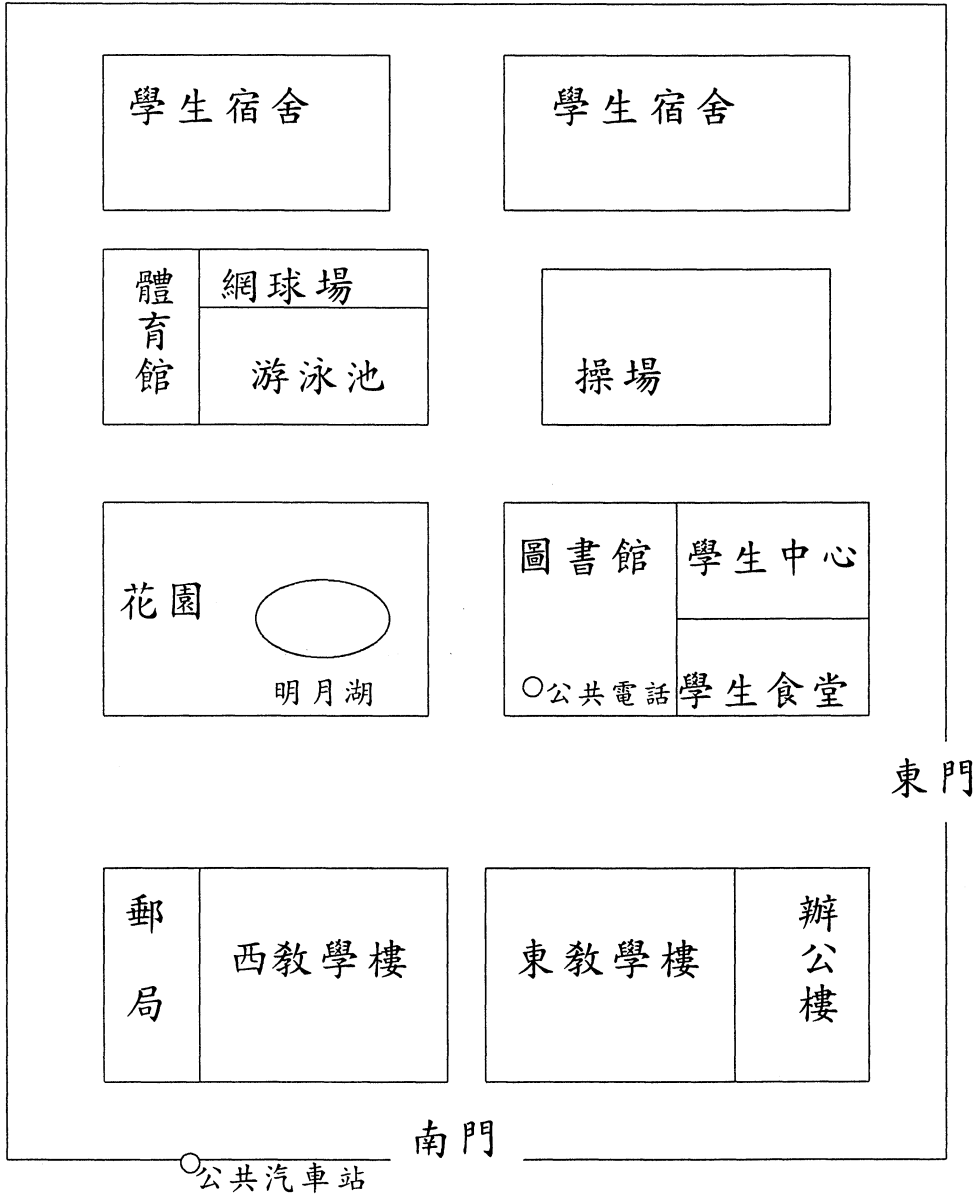 學生宿舍
學生宿舍
體育館
網球場
游泳池
操場
花園
明月湖
圖書館
學生中心
公共電話
學生食堂
東門
郵局
西教學樓
東教學樓
辦公樓
南門
公共汽車站